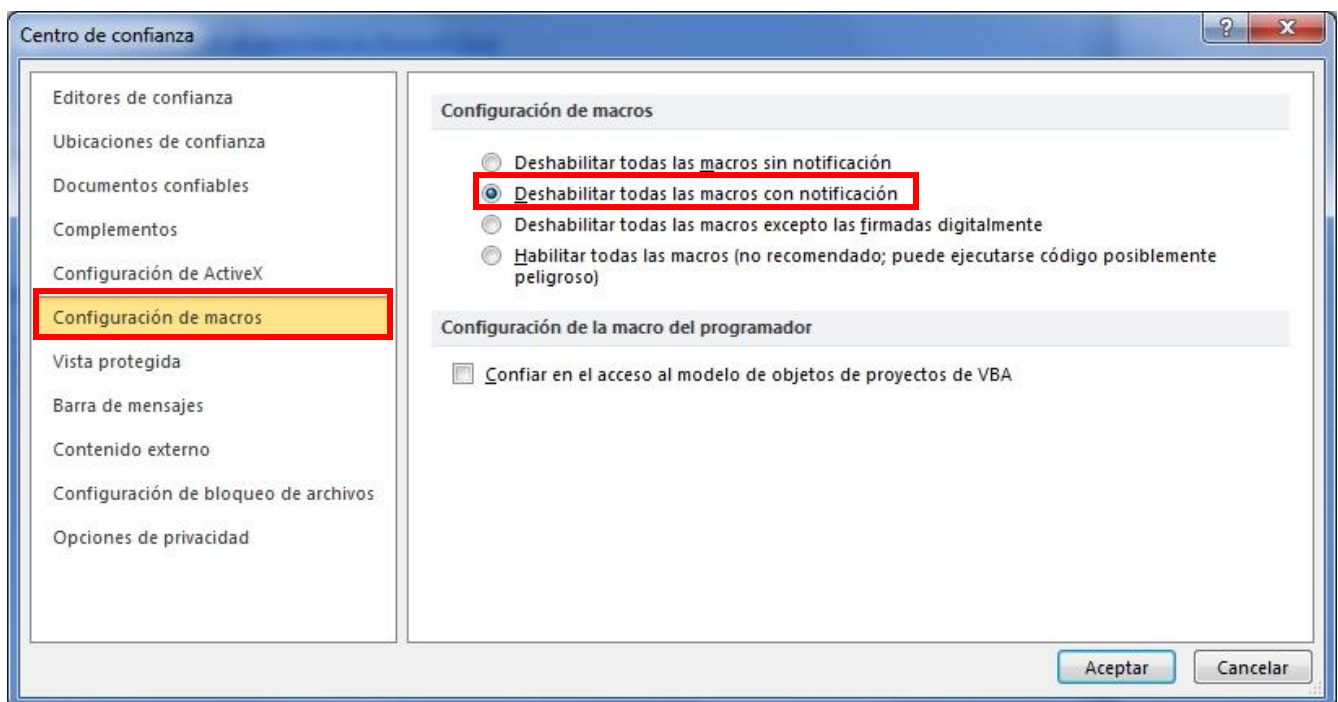 Centro de confianza
Editores de confianza
Ubicaciones de confianza
Documentos confiables
Complementos
Configuración de ActiveX
Configuración de macros
Vista protegida
Barra de mensajes
Contenido externo
Configuración de bloqueo de archivos
Opciones de privacidad
Configuración de macros
Deshabilitar todas las macros sin notificación
Deshabilitar todas las macros con notificación
Deshabilitar todas las macros excepto las firmadas digitalmente
Habilitar todas las macros (no recomendado; puede ejecutarse código posiblemente
peligroso)
Configuración de la macro del programador
Confiar en el acceso al modelo de objetos de proyectos de VBA
Aceptar
Cancelar